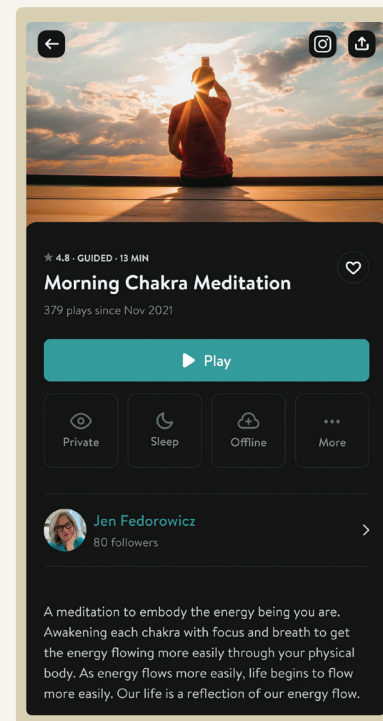 ★ 4.8 · GUIDED · 13 MIN
Morning Chakra Meditation
379 plays since Nov 2021
Play
Private
Sleep
Offline
More
Jen Fedorowicz
80 followers
A meditation to embody the energy being you are.
Awakening each chakra with focus and breath to get
the energy flowing more easily through your physical
body. As energy flows more easily, life begins to flow
more easily. Our life is a reflection of our energy flow.